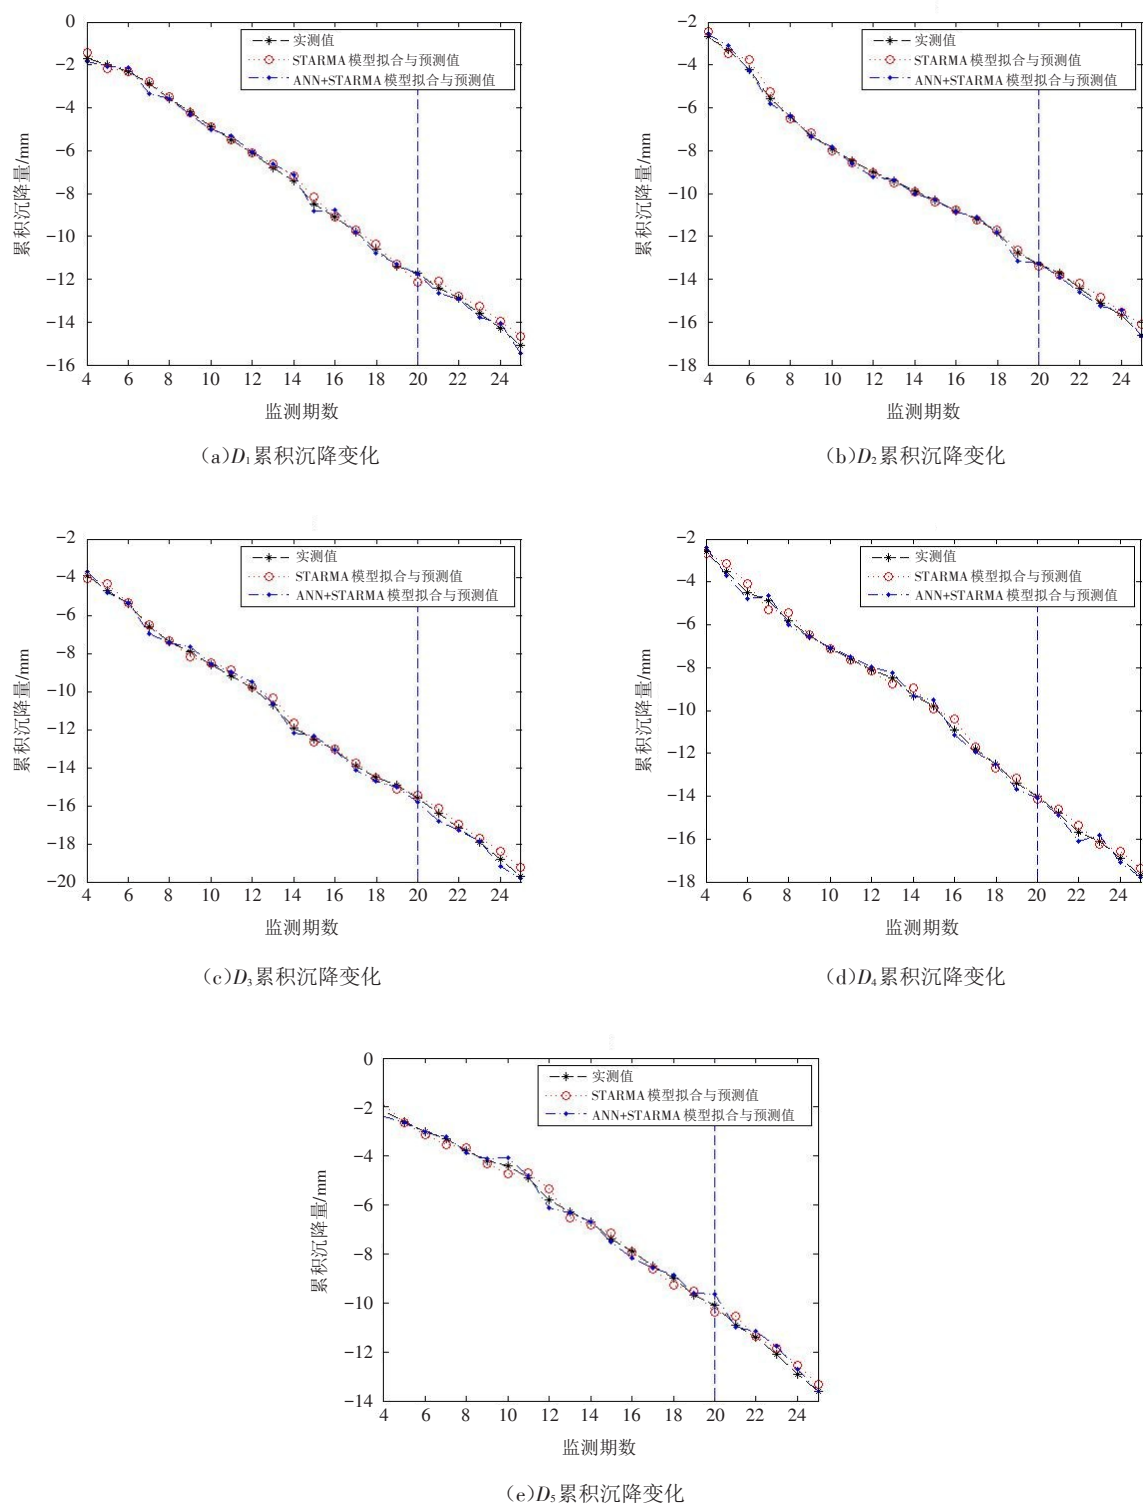 0
−2
−4
−6
−8
−10
−12
−14
−16
累积沉降量/mm
实测值
STARMA 模型拟合与预测值
ANN+STARMA 模型拟合与预测值
4 6 8 10 12 14 16 18 20 22 24
监测期数
(a)D₁累积沉降变化
−2
−4
−6
−8
−10
−12
−14
−16
−18
累积沉降量/mm
实测值
STARMA 模型拟合与预测值
ANN+STARMA 模型拟合与预测值
4 6 8 10 12 14 16 18 20 22 24
监测期数
(b)D₂累积沉降变化
−2
−4
−6
−8
−10
−12
−14
−16
−18
−20
累积沉降量/mm
实测值
STARMA 模型拟合与预测值
ANN+STARMA 模型拟合与预测值
4 6 8 10 12 14 16 18 20 22 24
监测期数
(c)D₃累积沉降变化
−2
−4
−6
−8
−10
−12
−14
−16
−18
累积沉降量/mm
实测值
STARMA 模型拟合与预测值
ANN+STARMA 模型拟合与预测值
4 6 8 10 12 14 16 18 20 22 24
监测期数
(d)D₄累积沉降变化
0
−2
−4
−6
−8
−10
−12
−14
累积沉降量/mm
实测值
STARMA 模型拟合与预测值
ANN+STARMA 模型拟合与预测值
4 6 8 10 12 14 16 18 20 22 24
监测期数
(e)D₅累积沉降变化